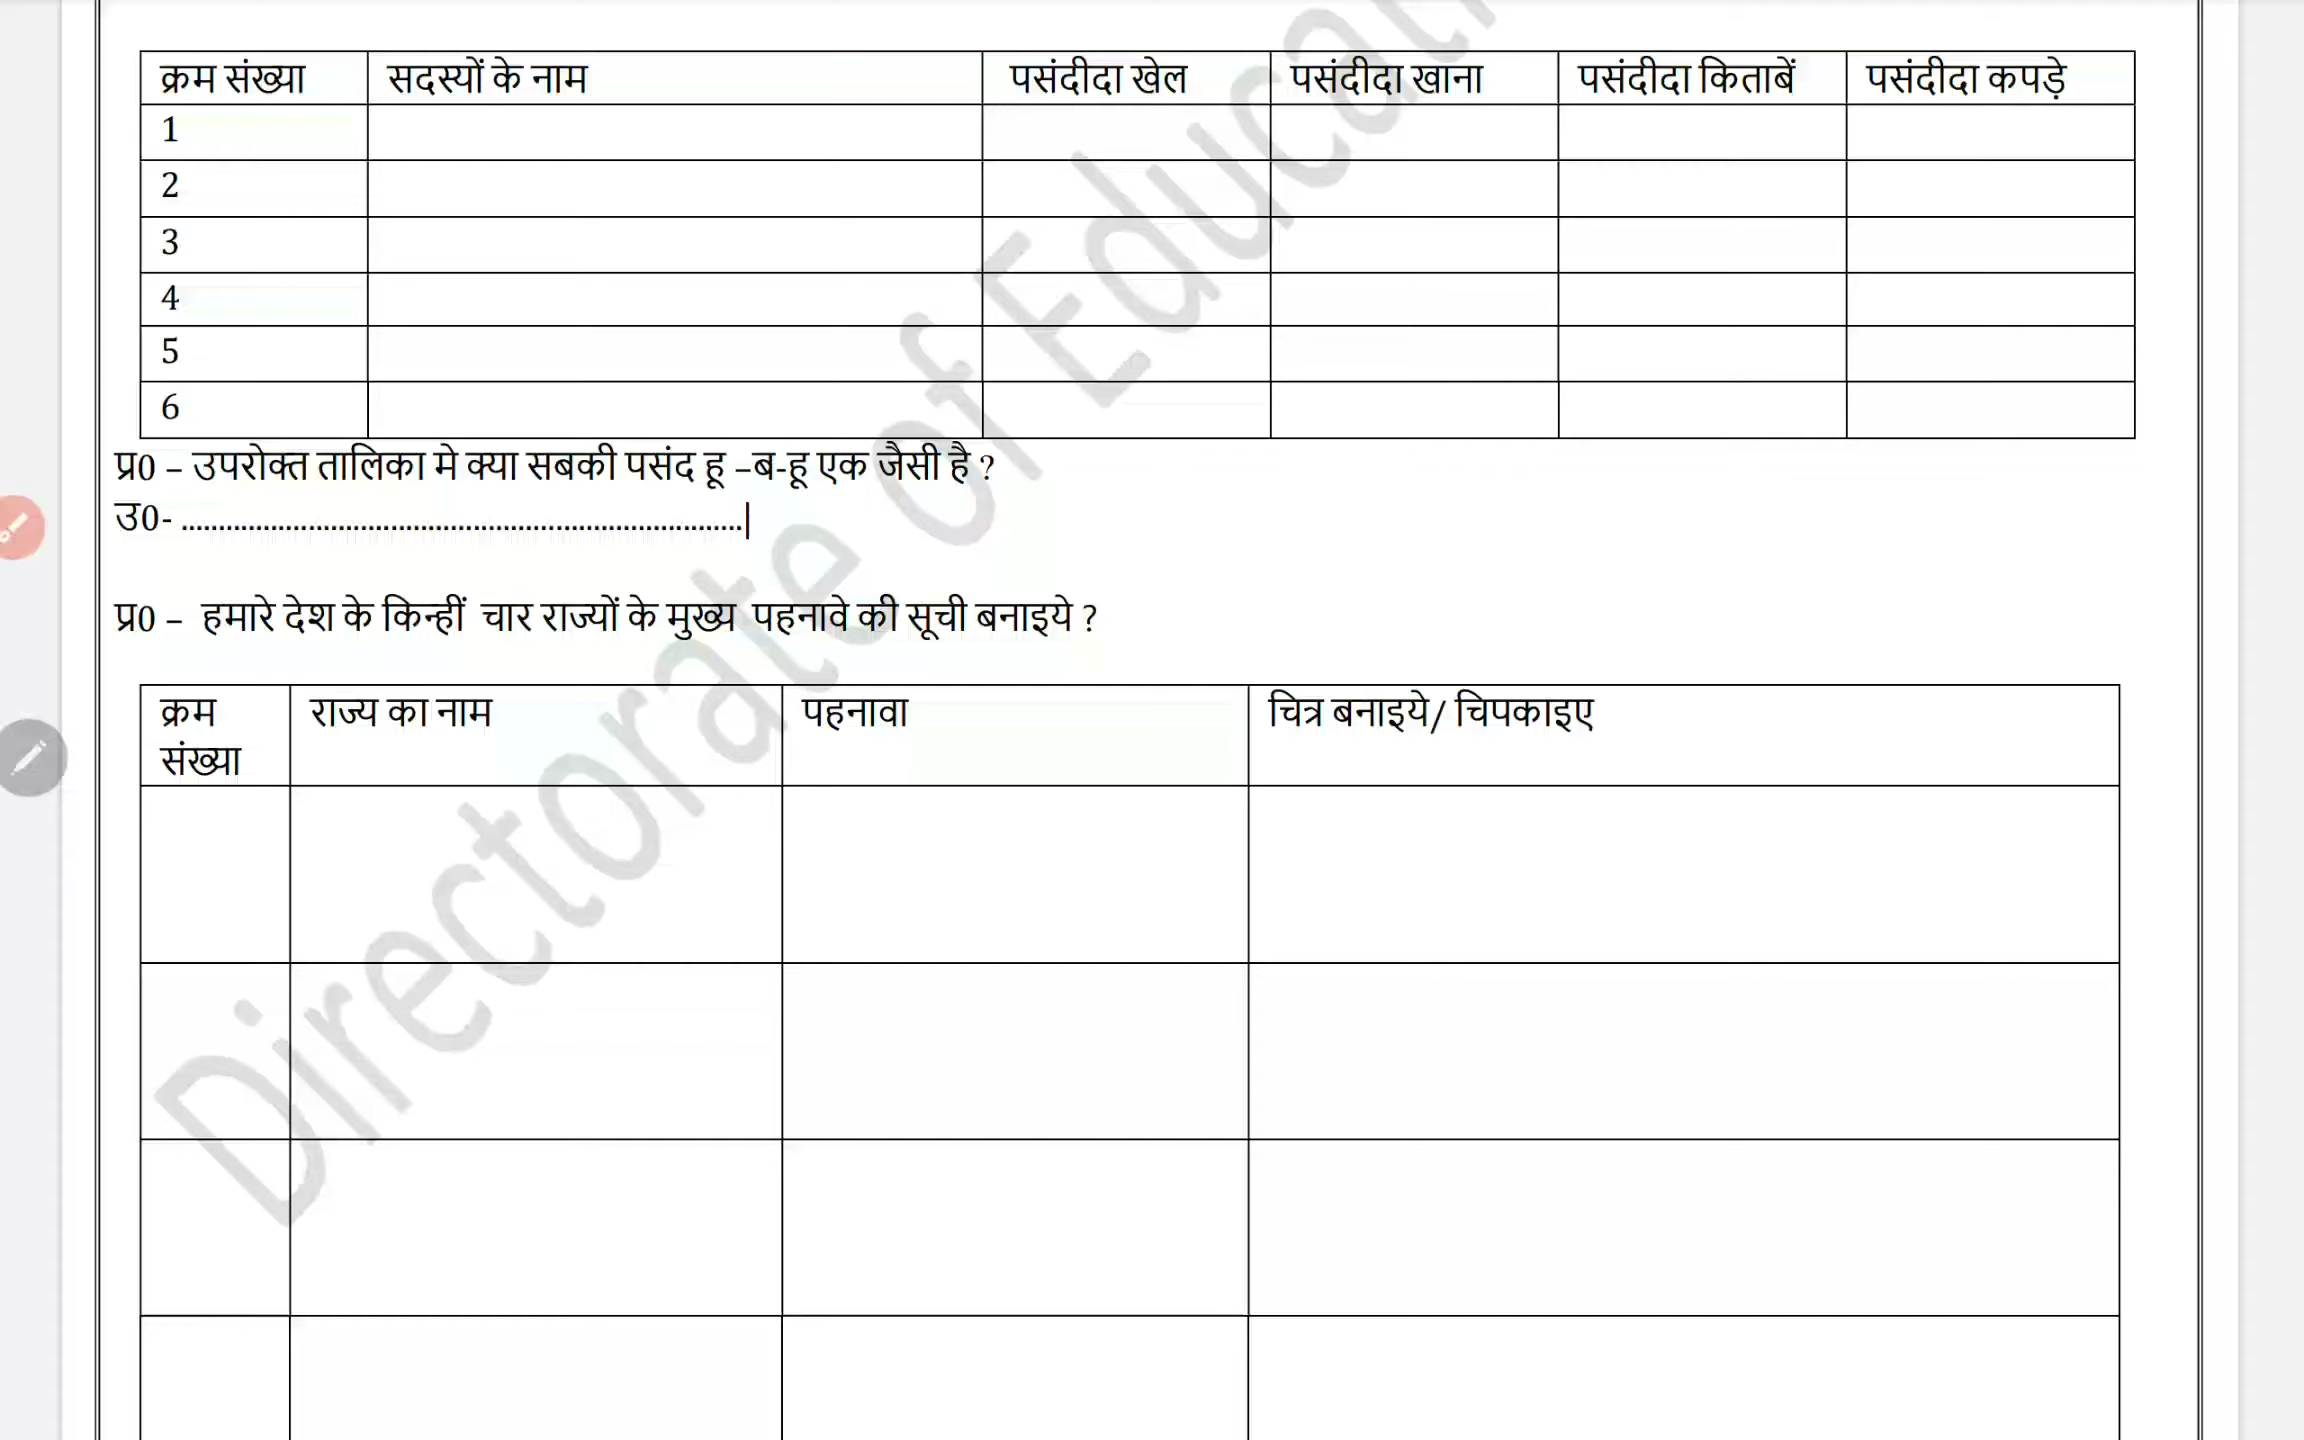 क्रम संख्या सदस्यों के नाम पसंदीदा खेल पसंदीदा खाना पसंदीदा किताबें पसंदीदा कपड़े
1
2
3
4
5
6
प्र0 – उपरोक्त तालिका मे क्या सबकी पसंद हू –ब-हू एक जैसी है ?
उ0- ...........................................................................|
प्र0 – हमारे देश के किन्हीं चार राज्यों के मुख्य पहनावे की सूची बनाइये ?
क्रम संख्या राज्य का नाम पहनावा चित्र बनाइये/ चिपकाइए
Directorate of Educati